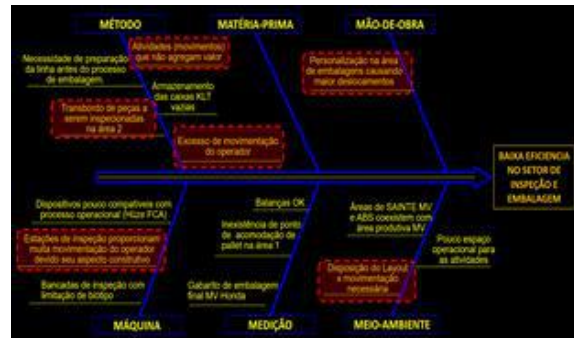 MÉTODO
MATÉRIA-PRIMA
MÃO-DE-OBRA
Necessidade de preparação
da linha antes do processo
de embalagem.
Atividades (movimentos)
que não agregam valor
Armazenamento
das caixas KLT
vazias
Transbordo de peças a
serem inspecionadas
na área 2
Excesso de movimentação
do operador
Personalização na área
de embalagens causando
maior deslocamentos
BAIXA EFICIENCIA
NO SETOR DE
INSPEÇÃO E
EMBALAGEM
Dispositivos pouco compatíveis com
processo operacional (Hüze FCA)
Estações de inspeção proporcionam
muita movimentação do operador
devido seu aspecto construtivo
Bancadas de inspeção com
limitação de biótipo
Balanças OK
Inexistência de ponto
de acomodação de
pallet na área 1
Gabarito de embalagem
final MV Honda
Áreas de SAINTE MV
e ABS coexistem com
área produtiva MV
Pouco espaço
operacional para
as atividades
Disposição do Layout
x movimentação
necessária
MÁQUINA
MEDIÇÃO
MEIO-AMBIENTE